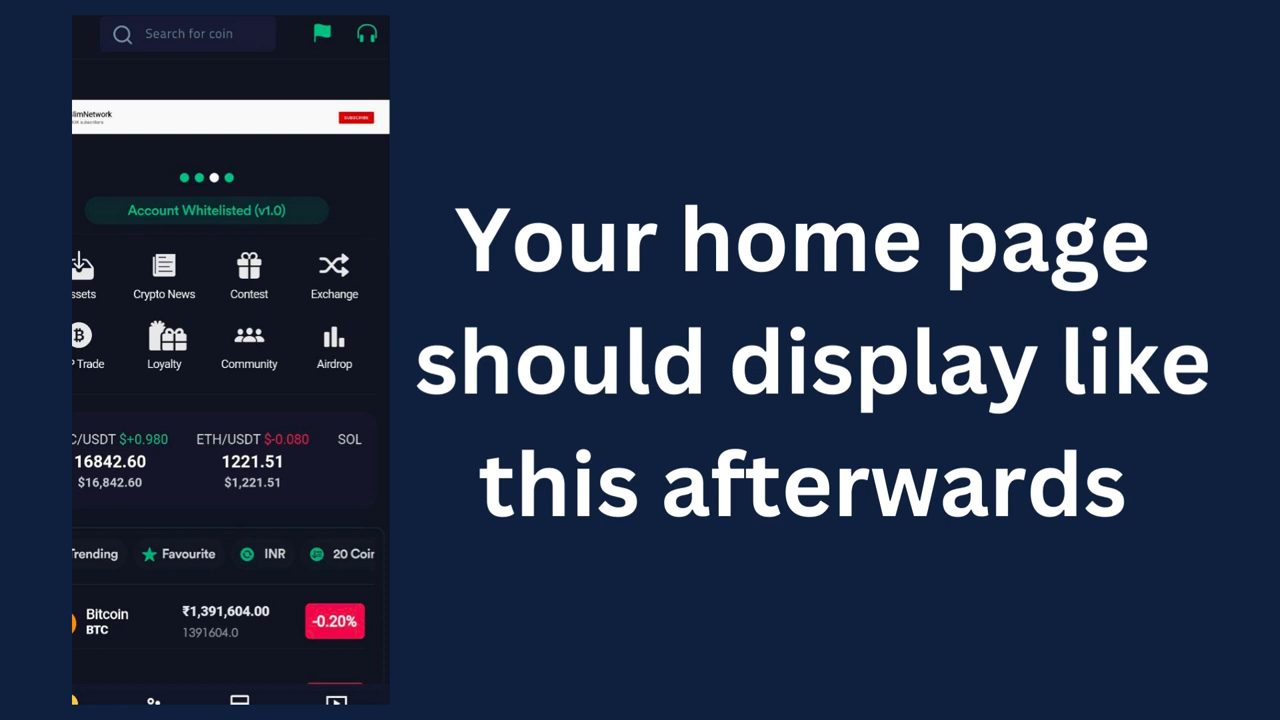 Search for coin
limNetwork
SUBSCRIBE
Account Whitelisted (v1.0)
ssets
Crypto News
Contest
Exchange
P Trade
Loyalty
Community
Airdrop
C/USDT $+0.980
ETH/USDT $-0.080
SOL
16842.60
1221.51
$16,842.60
$1,221.51
Trending
Favourite
INR
20 Coin
Bitcoin
BTC
₹1,391,604.00
1391604.0
-0.20%
Your home page
should display like
this afterwards